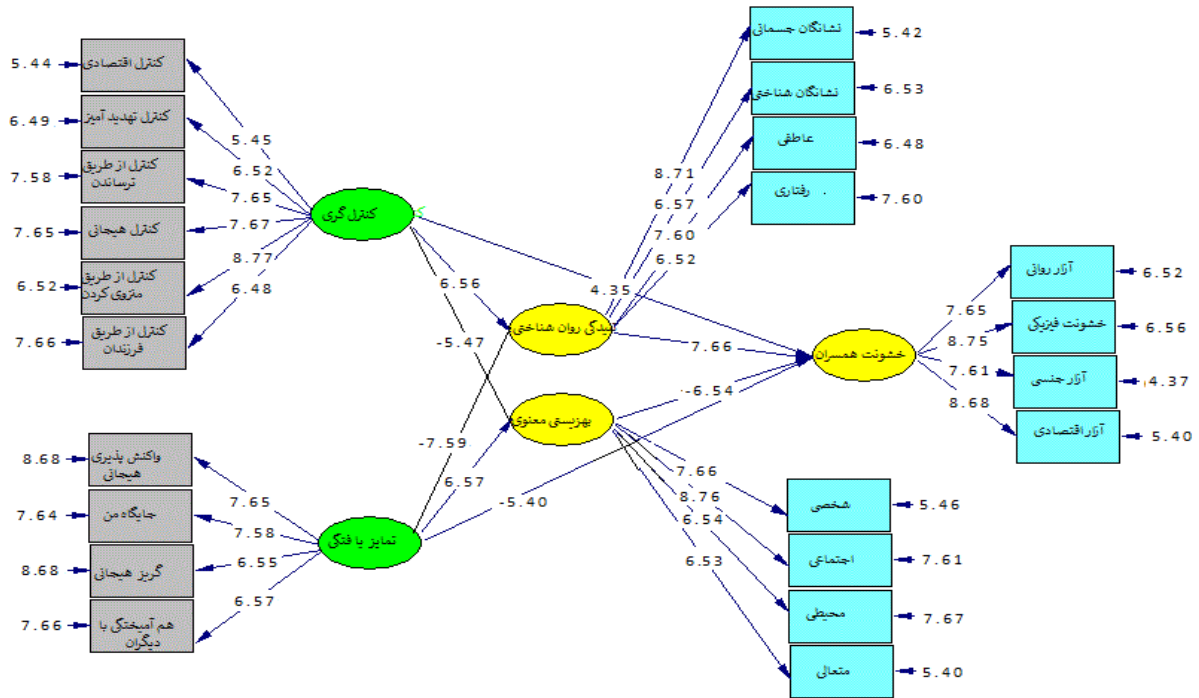 5.44
کنترل اقتصادی
6.49
کنترل تهدید آمیز
7.58
کنترل از طریق
ترساندن
7.65
کنترل هیجانی
6.52
کنترل از طریق
منزوی کردن
7.66
کنترل از طریق
فرزندان
5.45
6.52
7.65
7.67
8.77
6.48
کنترل گری
8.68
واکنش پذیری
هیجانی
7.64
جایگاه من
8.68
گریز هیجانی
7.66
هم آمیختگی با
دیگران
7.65
7.58
6.55
6.57
تمایز یافتگی
6.56
-5.47
-7.59
6.57
4.35
7.66
-6.54
-5.40
روان شناختی
بهزیستی معنوی
8.71
6.57
7.60
6.52
نشانگان جسمانی
5.42
نشانگان شناختی
6.53
عاطفی
6.48
رفتاری
7.60
خشونت همسران
7.65
8.75
7.61
8.68
آزار روانی
6.52
خشونت فیزیکی
6.56
آزار جنسی
4.37
آزار اقتصادی
5.40
7.66
8.76
6.54
6.53
شخصی
5.46
اجتماعی
7.61
محیطی
7.67
متعالی
5.40